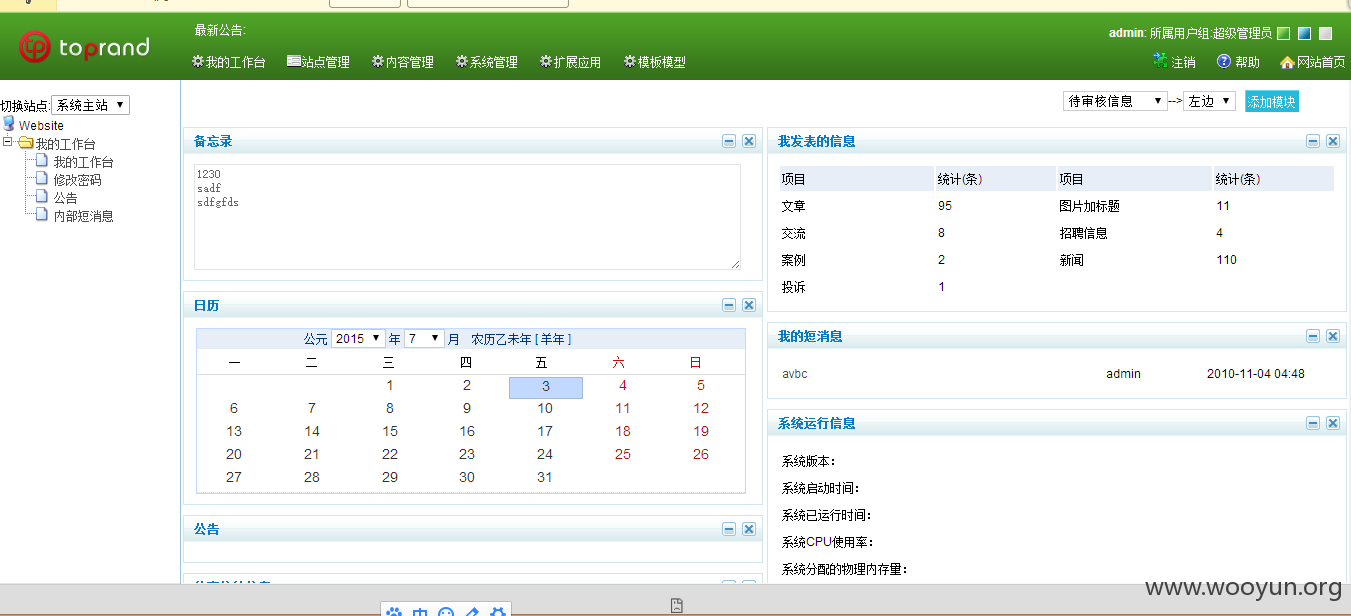 toprand
最新公告:
admin: 所属用户组:超级管理员
我的工作台 站点管理 内容管理 系统管理 扩展应用 模板模型
注销 帮助 网站首页
切换站点: 系统主站
Website
我的工作台
我的工作台
修改密码
公告
内部短消息
待审核信息 --> 左边 添加模块
备忘录
1230
sadf
sdfgfds
日历
公元 2015 年 7 月 农历乙未年 [ 羊年 ]
一 二 三 四 五 六 日
1 2 3 4 5
6 7 8 9 10 11 12
13 14 15 16 17 18 19
20 21 22 23 24 25 26
27 28 29 30 31
公告
我发表的信息
项目 统计(条) 项目 统计(条)
文章 95 图片加标题 11
交流 8 招聘信息 4
案例 2 新闻 110
投诉 1
我的短消息
avbc admin 2010-11-04 04:48
系统运行信息
系统版本:
系统启动时间:
系统已运行时间:
系统CPU使用率:
系统分配的物理内存量:
www.wooyun.org